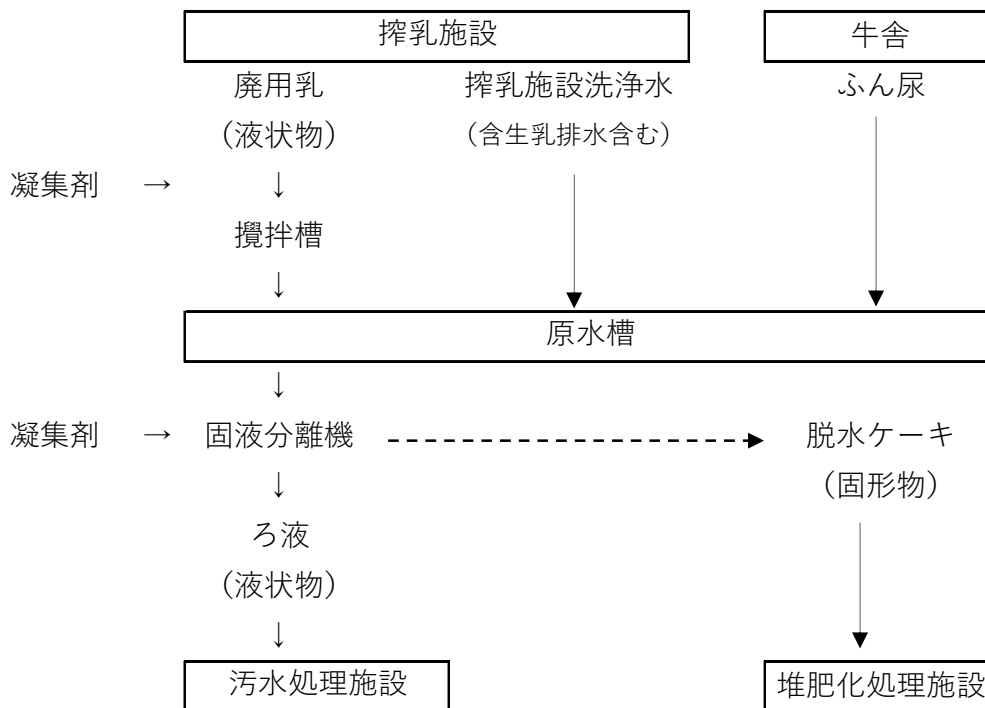 搾乳施設
牛舎
廃用乳
(液状物)
搾乳施設洗浄水
(含生乳排水含む)
ふん尿
凝集剤 → ↓
攪拌槽
↓
原水槽
↓
凝集剤 → 固液分離機
脱水ケーキ
(固形物)
↓
ろ液
(液状物)
↓
汚水処理施設
堆肥化処理施設